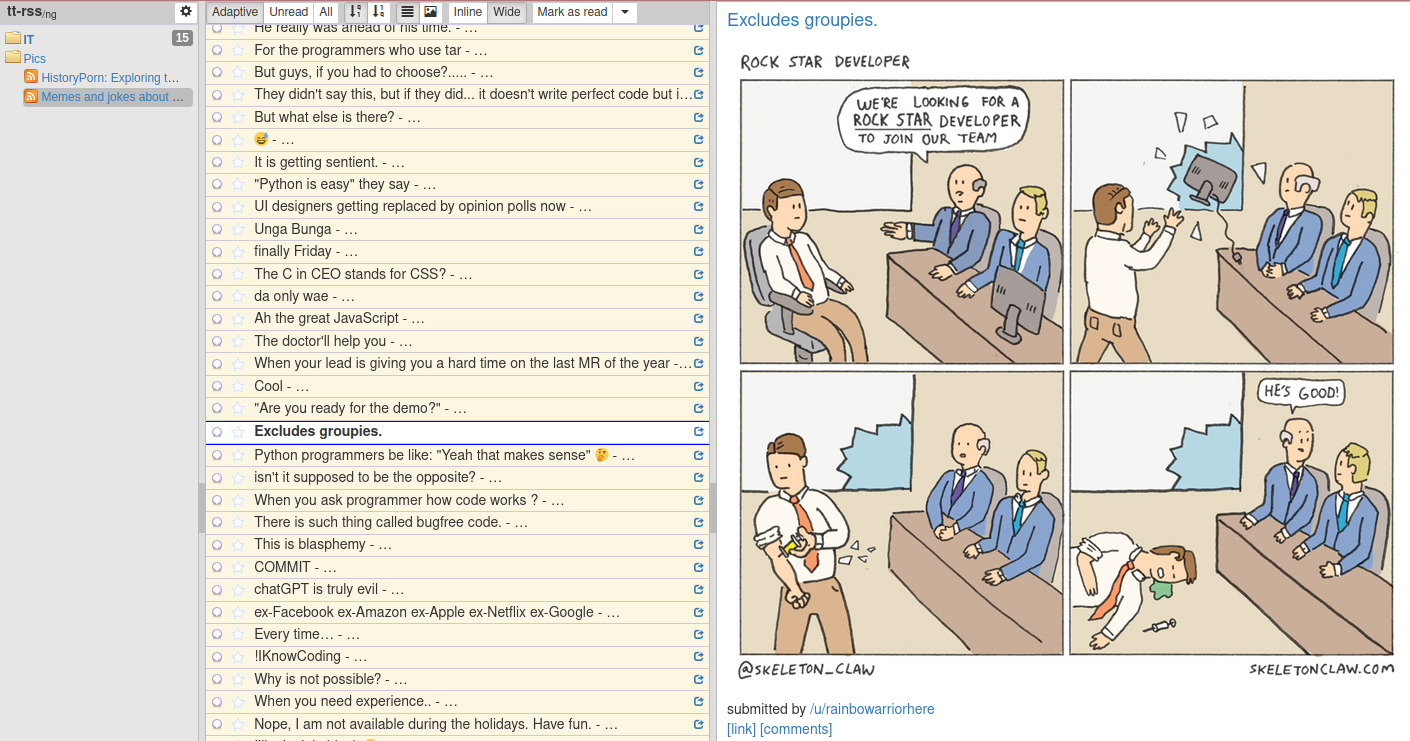 tt-rss/ng
IT 15
Pics
HistoryPorn: Exploring t…
Memes and jokes about …
Adaptive Unread All Inline Wide Mark as read
He really was ahead of his time. - …
For the programmers who use tar - …
But guys, if you had to choose?..... - …
They didn't say this, but if they did... it doesn't write perfect code but i…
But what else is there? - …
😅 - …
It is getting sentient. - …
"Python is easy" they say - …
UI designers getting replaced by opinion polls now - …
Unga Bunga - …
finally Friday - …
The C in CEO stands for CSS? - …
da only wae - …
Ah the great JavaScript - …
The doctor'll help you - …
When your lead is giving you a hard time on the last MR of the year -…
Cool - …
"Are you ready for the demo?" - …
Excludes groupies.
Python programmers be like: "Yeah that makes sense" 🤔 - …
isn't it supposed to be the opposite? - …
When you ask programmer how code works ? - …
There is such thing called bugfree code. - …
This is blasphemy - …
COMMIT - …
chatGPT is truly evil - …
ex-Facebook ex-Amazon ex-Apple ex-Netflix ex-Google - …
Every time… - …
!IKnowCoding - …
Why is not possible? - …
When you need experience.. - …
Nope, I am not available during the holidays. Have fun. - …
Excludes groupies.
ROCK STAR DEVELOPER
WE'RE LOOKING FOR A
ROCK STAR DEVELOPER
TO JOIN OUR TEAM
HE'S GOOD!
@SKELETON_CLAW
SKELETONCLAW.COM
submitted by /u/rainbowarriorhere
[link] [comments]